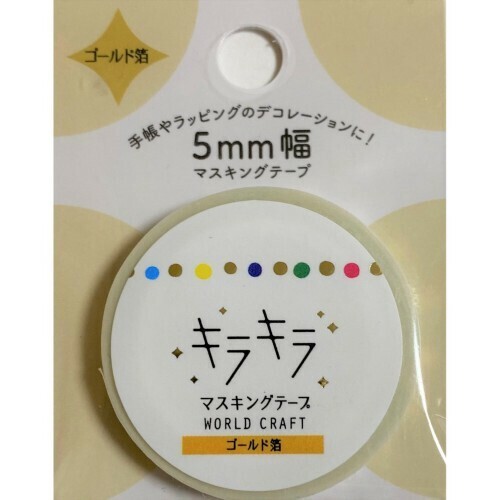 ゴールド箔
手帳やラッピングのデコレーションに!
5mm幅
マスキングテープ
キラキラ
マスキングテープ
WORLD CRAFT
ゴールド箔